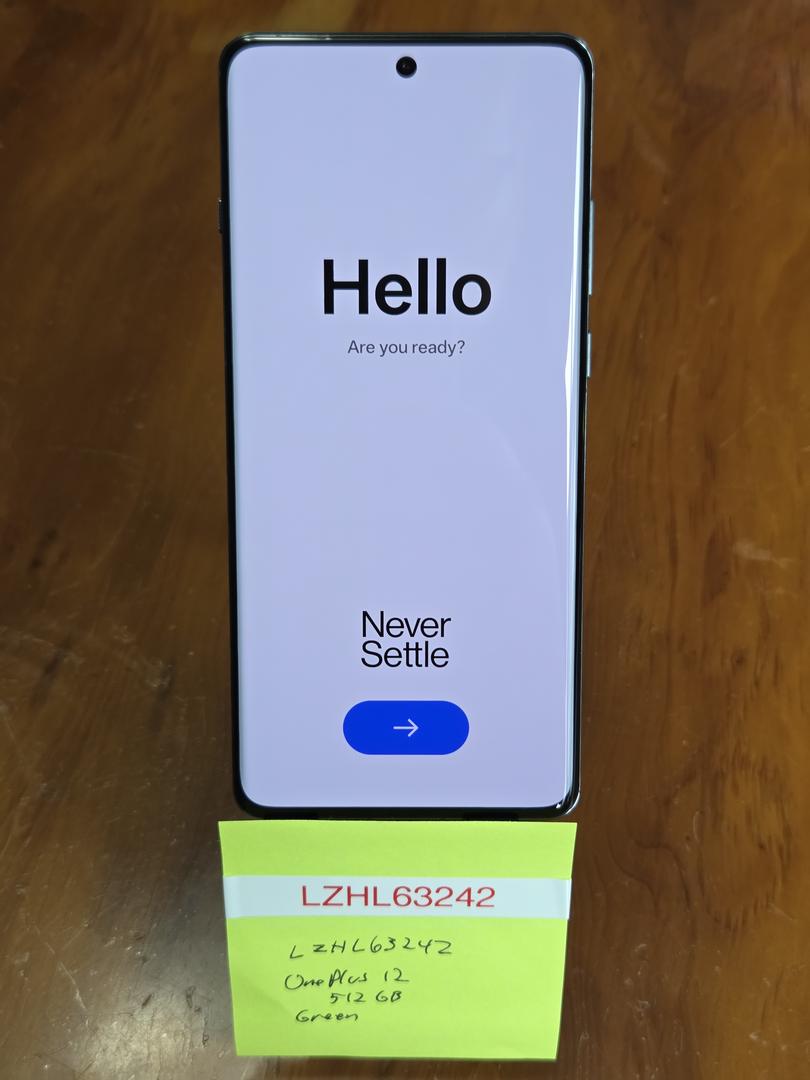 Hello
Are you ready?
Never
Settle
LZHL63242
LZHL63242
OnePlus 12
512 GB
Green